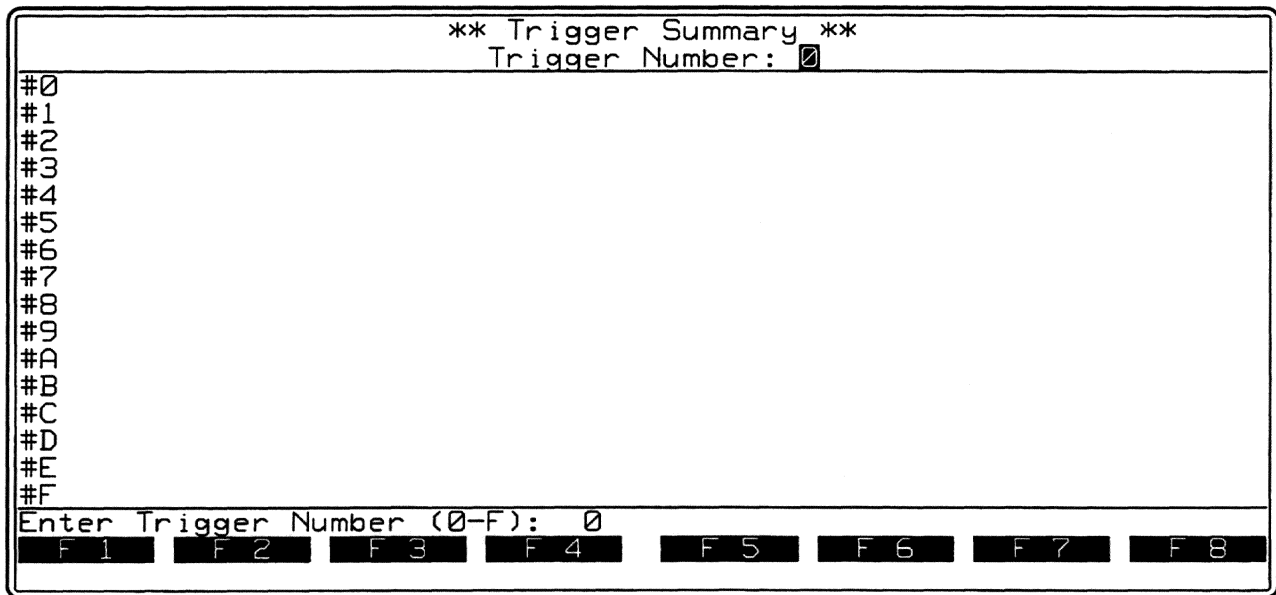 ** Trigger Summary **
Trigger Number: 0
#0
#1
#2
#3
#4
#5
#6
#7
#8
#9
#A
#B
#C
#D
#E
#F
Enter Trigger Number (0-F): 0
F 1 F 2 F 3 F 4 F 5 F 6 F 7 F 8